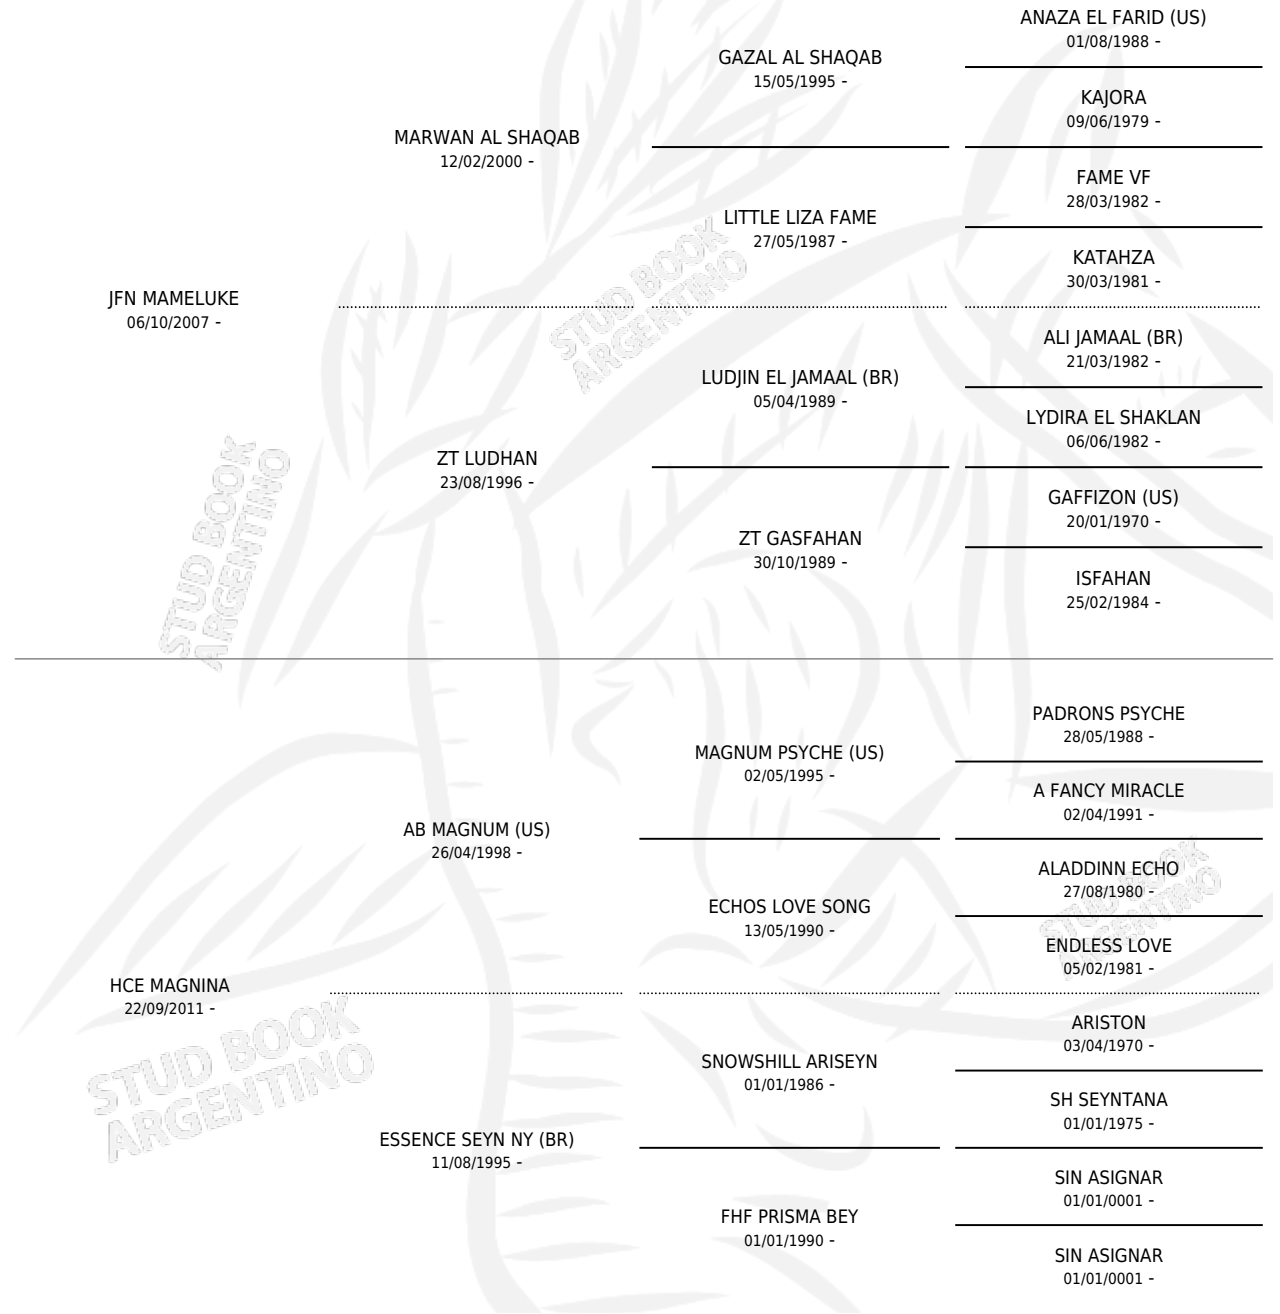 ANAZA EL FARID (US)
01/08/1988 -
GAZAL AL SHAQAB
15/05/1995 -
KAJORA
09/06/1979 -
MARWAN AL SHAQAB
12/02/2000 -
FAME VF
28/03/1982 -
LITTLE LIZA FAME
27/05/1987 -
KATAHZA
30/03/1981 -
JFN MAMELUKE
06/10/2007 -
ALI JAMAAL (BR)
21/03/1982 -
LUDJIN EL JAMAAL (BR)
05/04/1989 -
LYDIRA EL SHAKLAN
06/06/1982 -
ZT LUDHAN
23/08/1996 -
GAFFIZON (US)
20/01/1970 -
ZT GASFAHAN
30/10/1989 -
ISFAHAN
25/02/1984 -
STUD BOOK
ARGENTINO
STUD BOOK
ARGENTINO
PADRONS PSYCHE
28/05/1988 -
MAGNUM PSYCHE (US)
02/05/1995 -
A FANCY MIRACLE
02/04/1991 -
AB MAGNUM (US)
26/04/1998 -
ALADDINN ECHO
27/08/1980 -
ECHOS LOVE SONG
13/05/1990 -
ENDLESS LOVE
05/02/1981 -
HCE MAGNINA
22/09/2011 -
ARISTON
03/04/1970 -
SNOWSHILL ARISEYN
01/01/1986 -
SH SEYNTANA
01/01/1975 -
ESSENCE SEYN NY (BR)
11/08/1995 -
SIN ASIGNAR
01/01/0001 -
FHF PRISMA BEY
01/01/1990 -
SIN ASIGNAR
01/01/0001 -
STUD BOOK
ARGENTINO
STUD BOOK
ARGENTINO